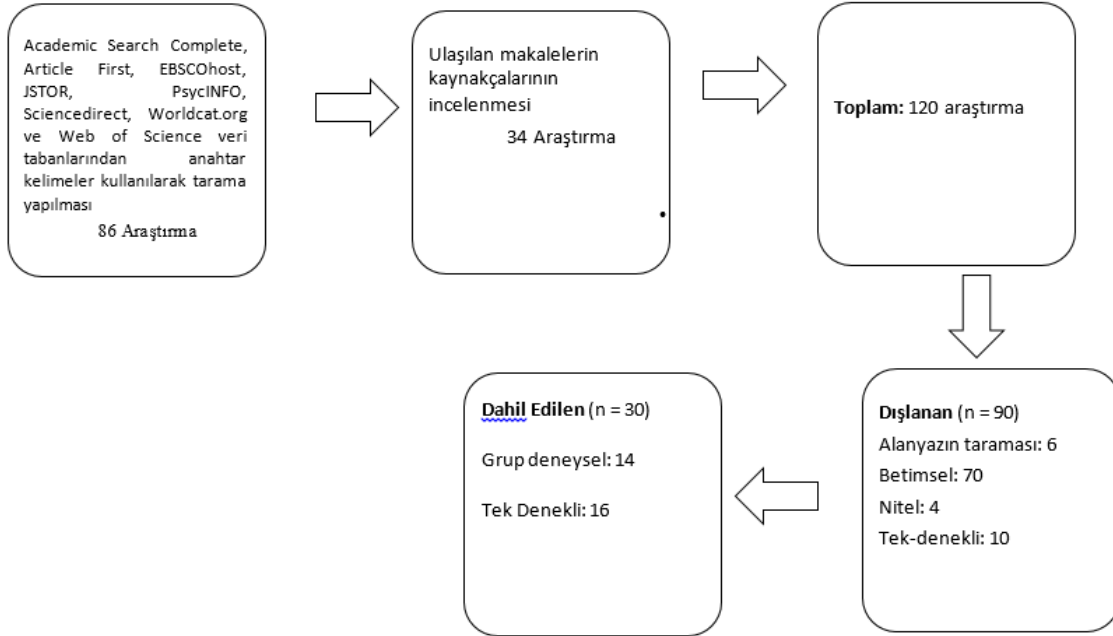 Academic Search Complete,
Article First, EBSCOhost,
JSTOR, PsycINFO,
Sciencedirect, Worldcat.org
ve Web of Science veri
tabanlarından anahtar
kelimeler kullanılarak tarama
yapılması
86 Araştırma
Ulaşılan makalelerin
kaynakçalarının
incelenmesi
34 Araştırma
Toplam: 120 araştırma
Dışlanan (n = 90)
Alanyazın taraması: 6
Betimsel: 70
Nitel: 4
Tek-denekli: 10
Dahil Edilen (n = 30)
Grup deneysel: 14
Tek Denekli: 16